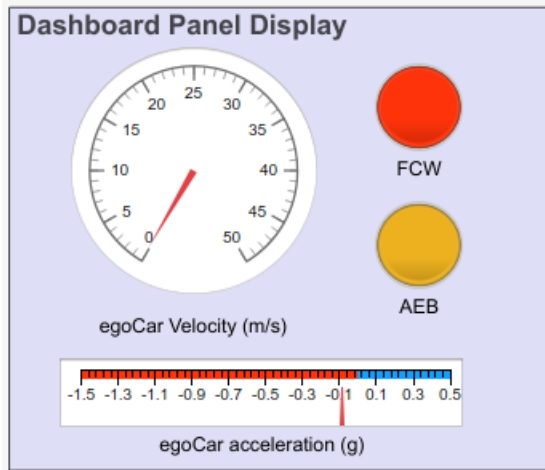 Dashboard Panel Display
25
20
30
15
35
10
40
5
45
0
50
FCW
AEB
egoCar Velocity (m/s)
-1.5 -1.3 -1.1 -0.9 -0.7 -0.5 -0.3 -0.1 0.1 0.3 0.5
egoCar acceleration (g)